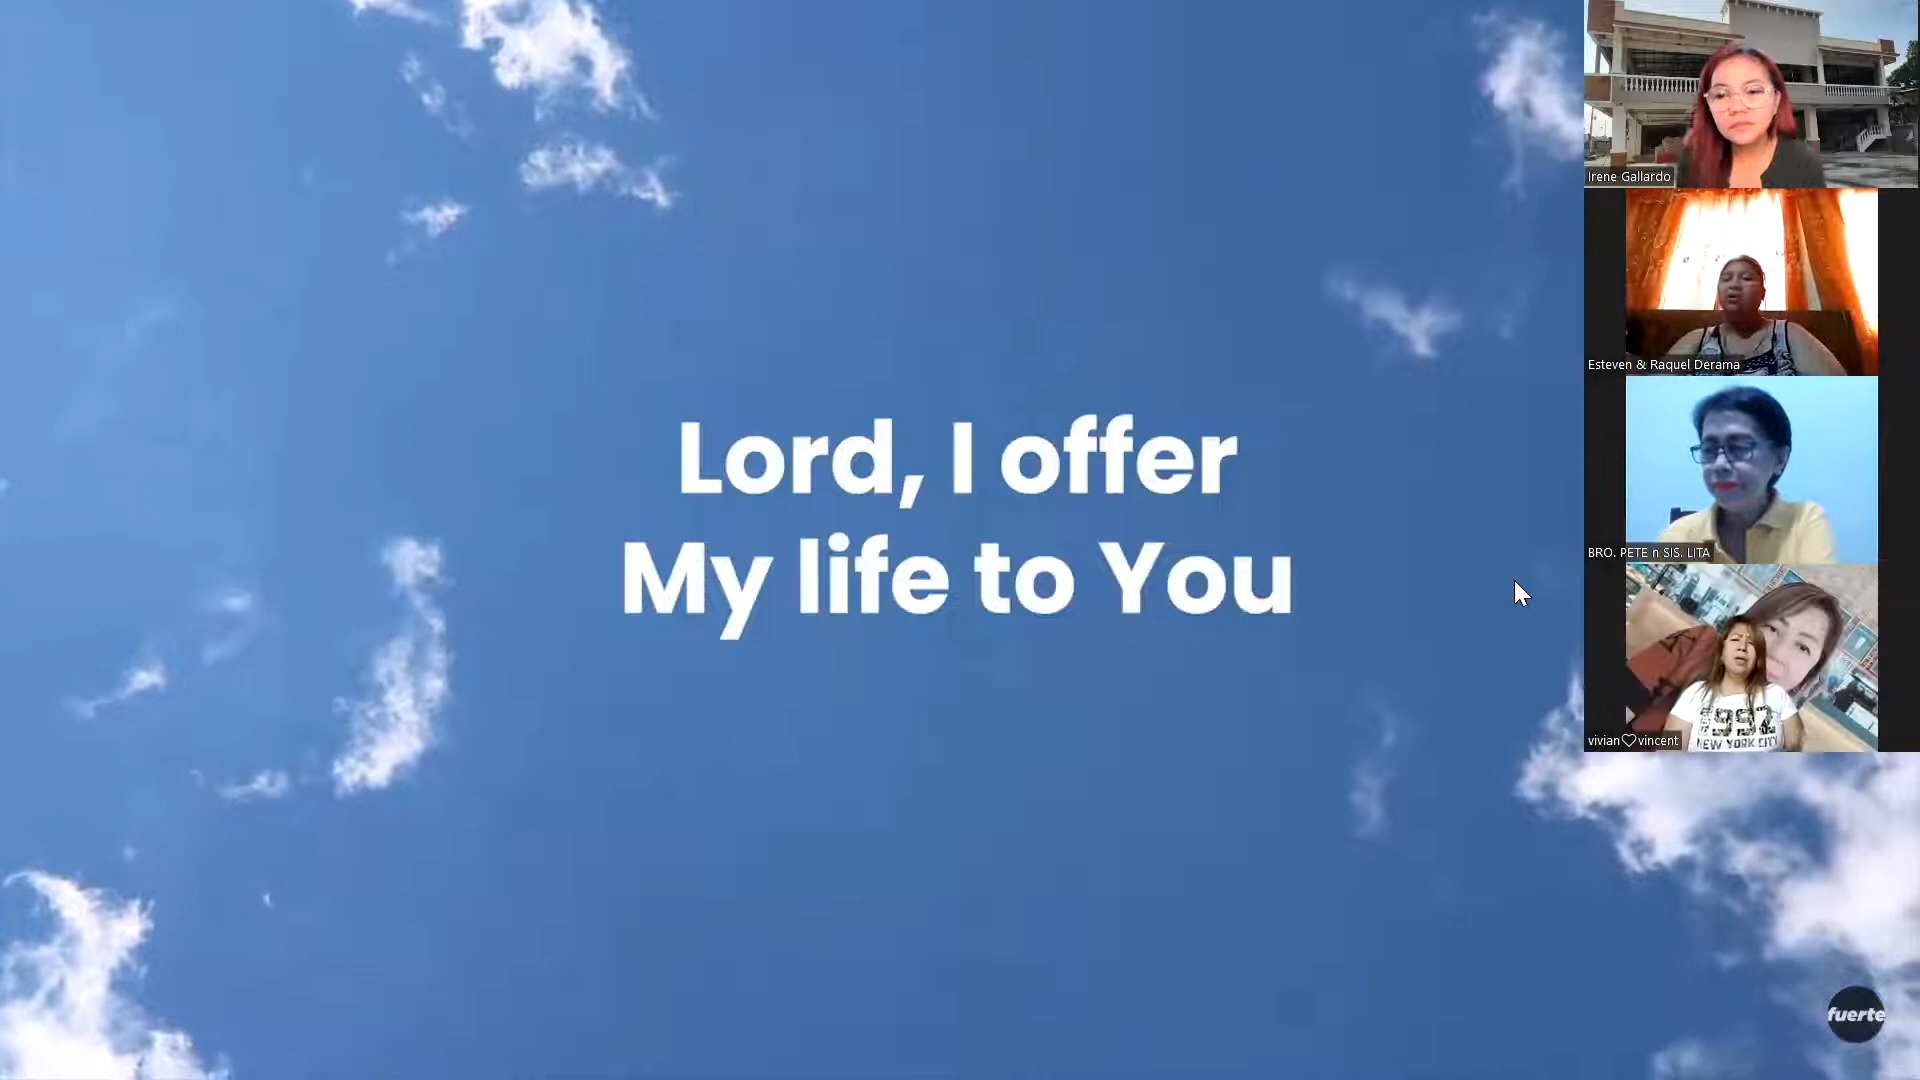 Lord, I offer
My life to You
Irene Gallardo
Esteven & Raquel Derama
BRO. PETE n SIS. LITA
1992
NEW YORK CITY
vivian♡vincent
fuerte